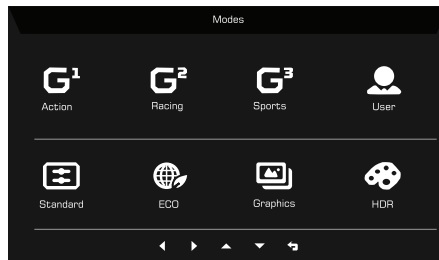 Modes
G1 G2 G3
Action Racing Sports User
Standard ECO Graphics HDR